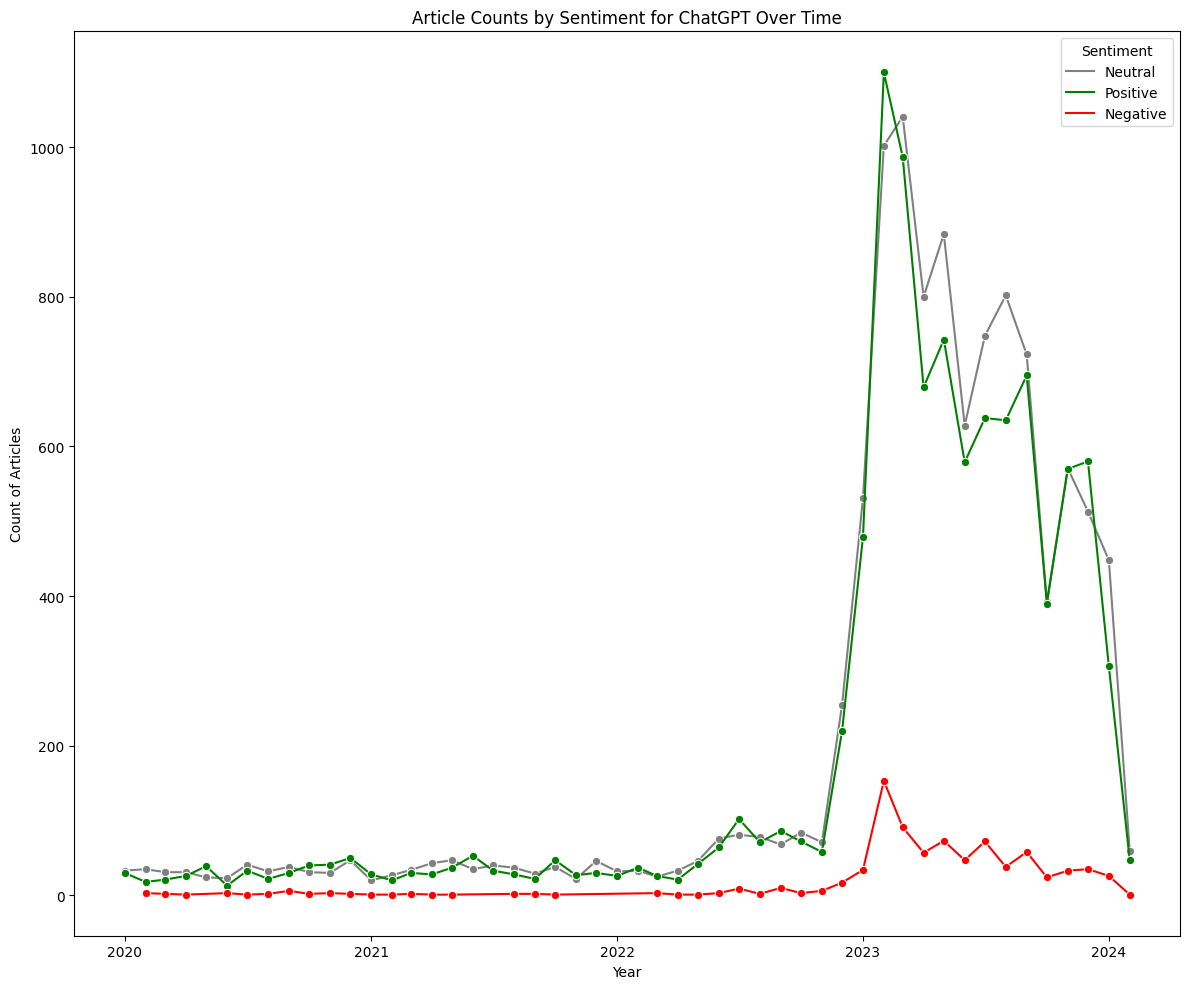 Article Counts by Sentiment for ChatGPT Over Time
Sentiment
Neutral
Positive
Negative
Count of Articles
1000
800
600
400
200
0
2020
2021
2022
2023
2024
Year